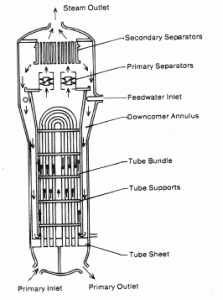 Steam Outlet
Secondary Separators
Primary Separators
Feedwater Inlet
Downcomer Annulus
Tube Bundle
Tube Supports
Tube Sheet
Primary Inlet
Primary Outlet